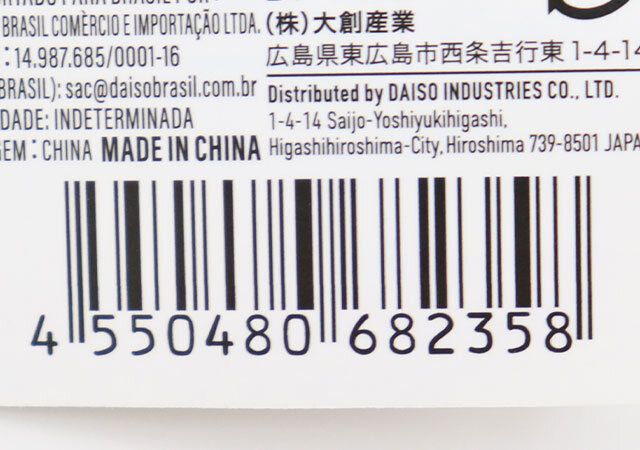 BRASIL COMÈRCIO E IMPORTAÇÃO LTDA.
: 14.987.685/0001-16
BRASIL): sac@daisobrasil.com.br
DADE: INDETERMINADA
GEM : CHINA MADE IN CHINA
(株)大創産業
広島県東広島市西条吉行東 1-4-14
Distributed by DAISO INDUSTRIES CO., LTD.
1-4-14 Saijo-Yoshiyukihigashi,
Higashihiroshima-City, Hiroshima 739-8501 JAPA
4 550480 682358